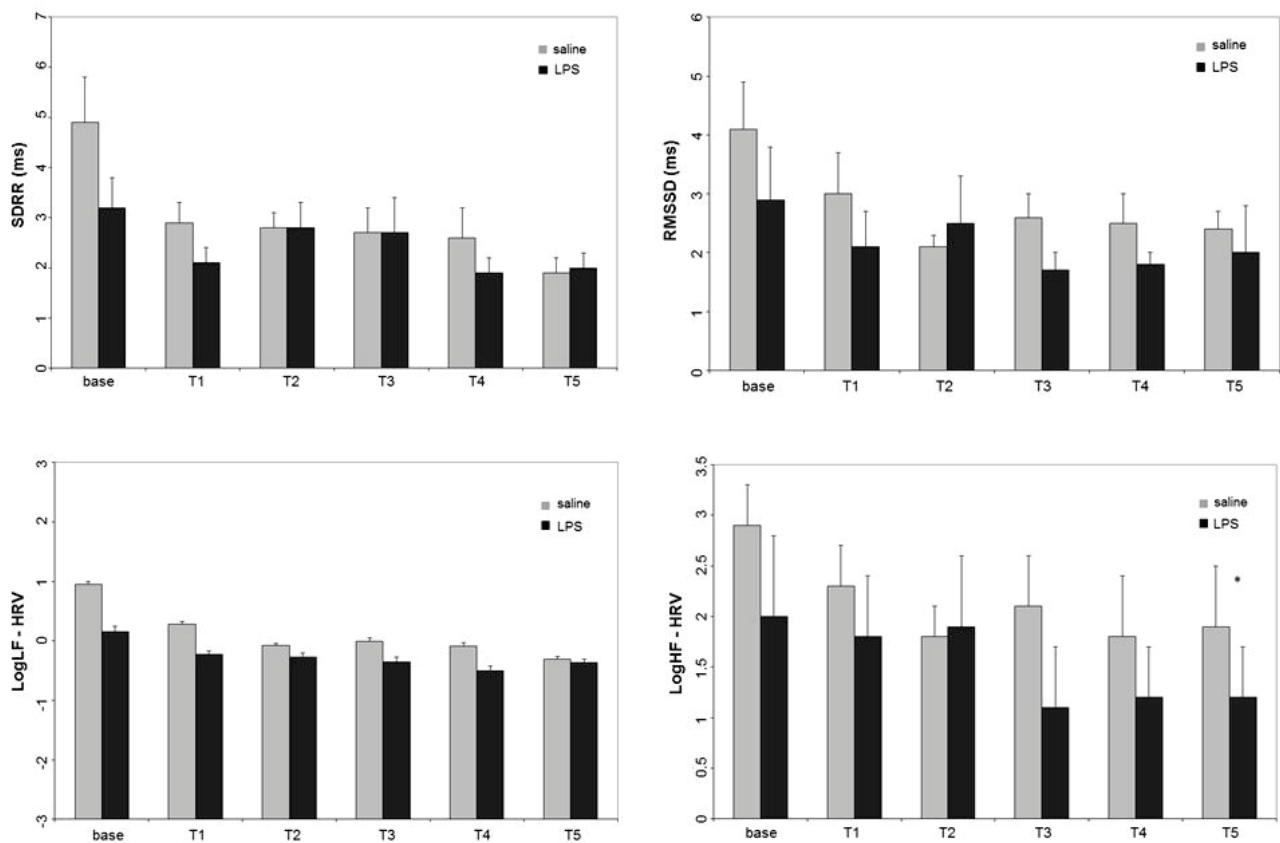 SDRR (ms)
7
6
5
4
3
2
1
0
saline
LPS
base T1 T2 T3 T4 T5
RMSSD (ms)
6
5
4
3
2
1
0
saline
LPS
base T1 T2 T3 T4 T5
LogLF - HRV
3
2
1
0
-1
-2
-3
saline
LPS
base T1 T2 T3 T4 T5
LogHF - HRV
3.5
3
2.5
2
1.5
1
0.5
0
saline
LPS
*
base T1 T2 T3 T4 T5